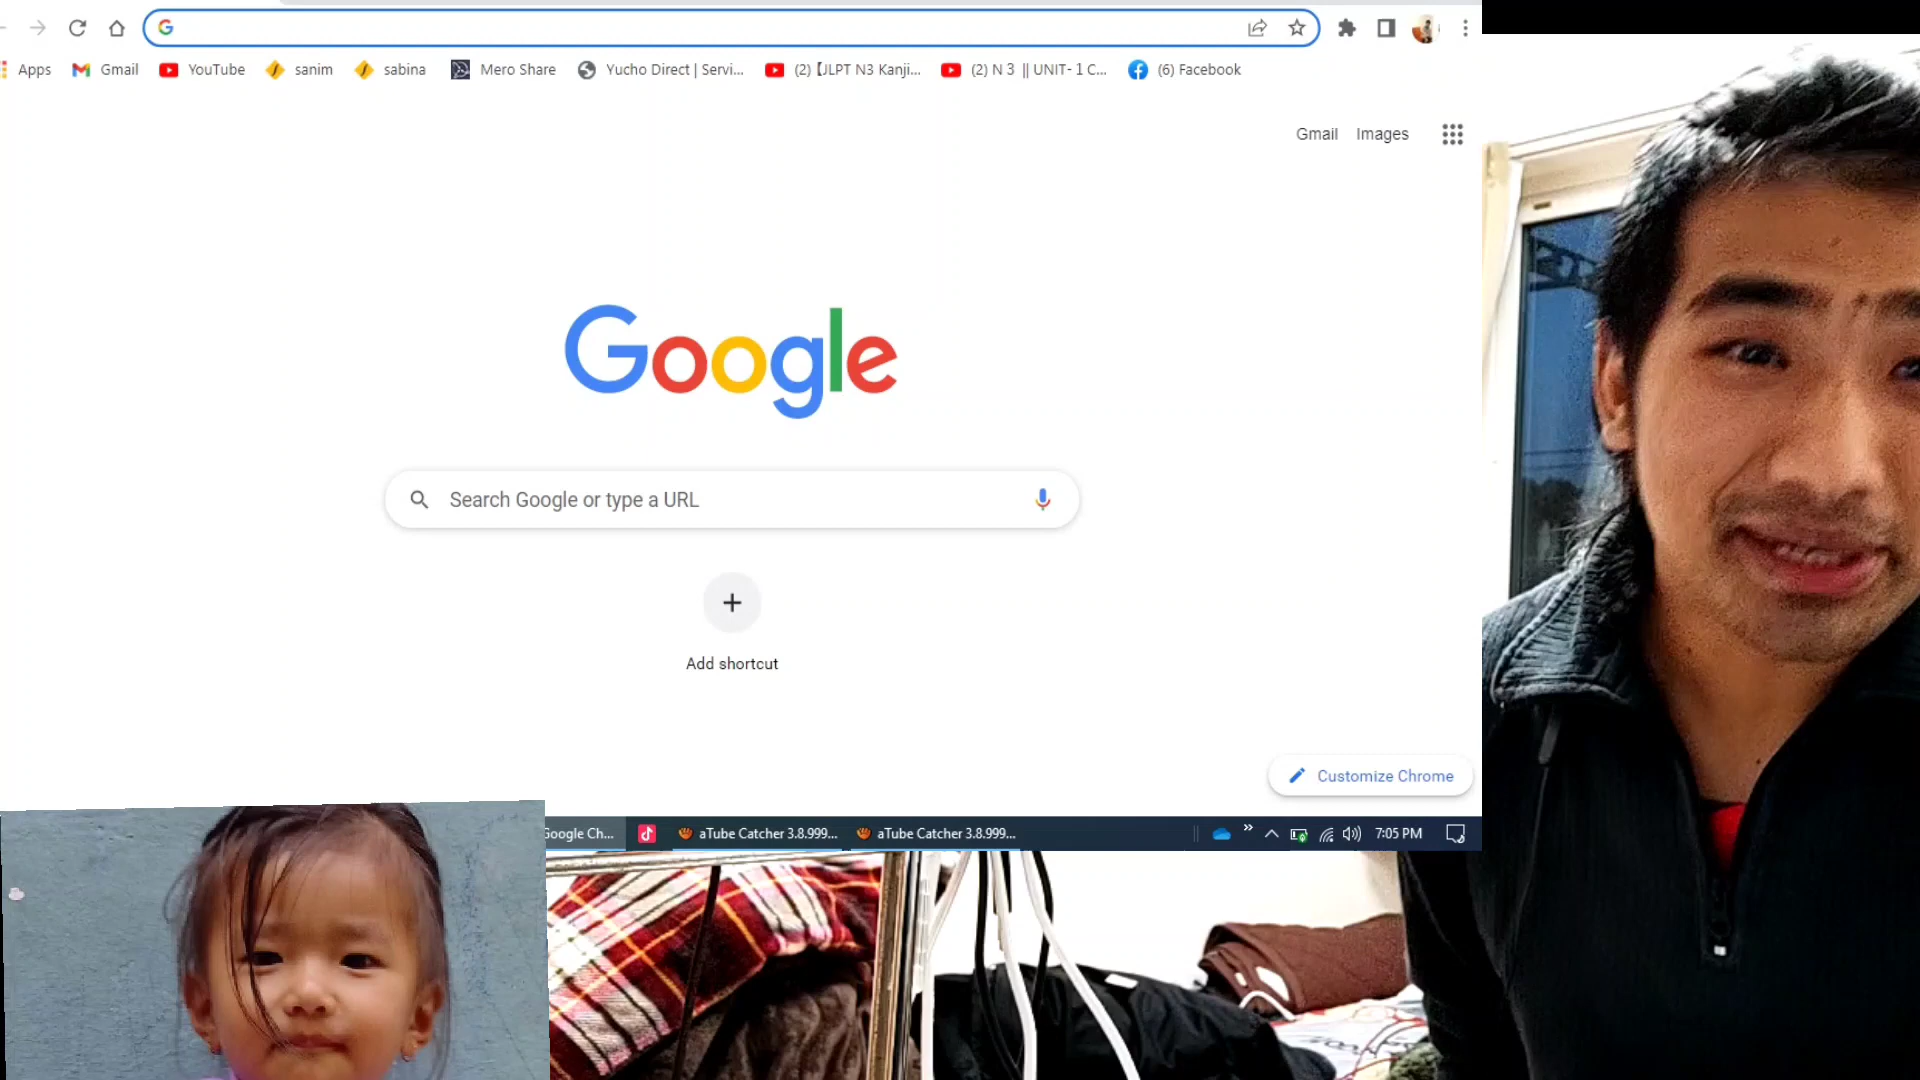 Apps Gmail YouTube sanim sabina Mero Share Yucho Direct | Servi... (2)【JLPT N3 Kanji... (2) N 3 || UNIT- 1 C... (6) Facebook
Gmail Images
Google
Search Google or type a URL
Add shortcut
Customize Chrome
Google Ch... aTube Catcher 3.8.999... aTube Catcher 3.8.999... 7:05 PM